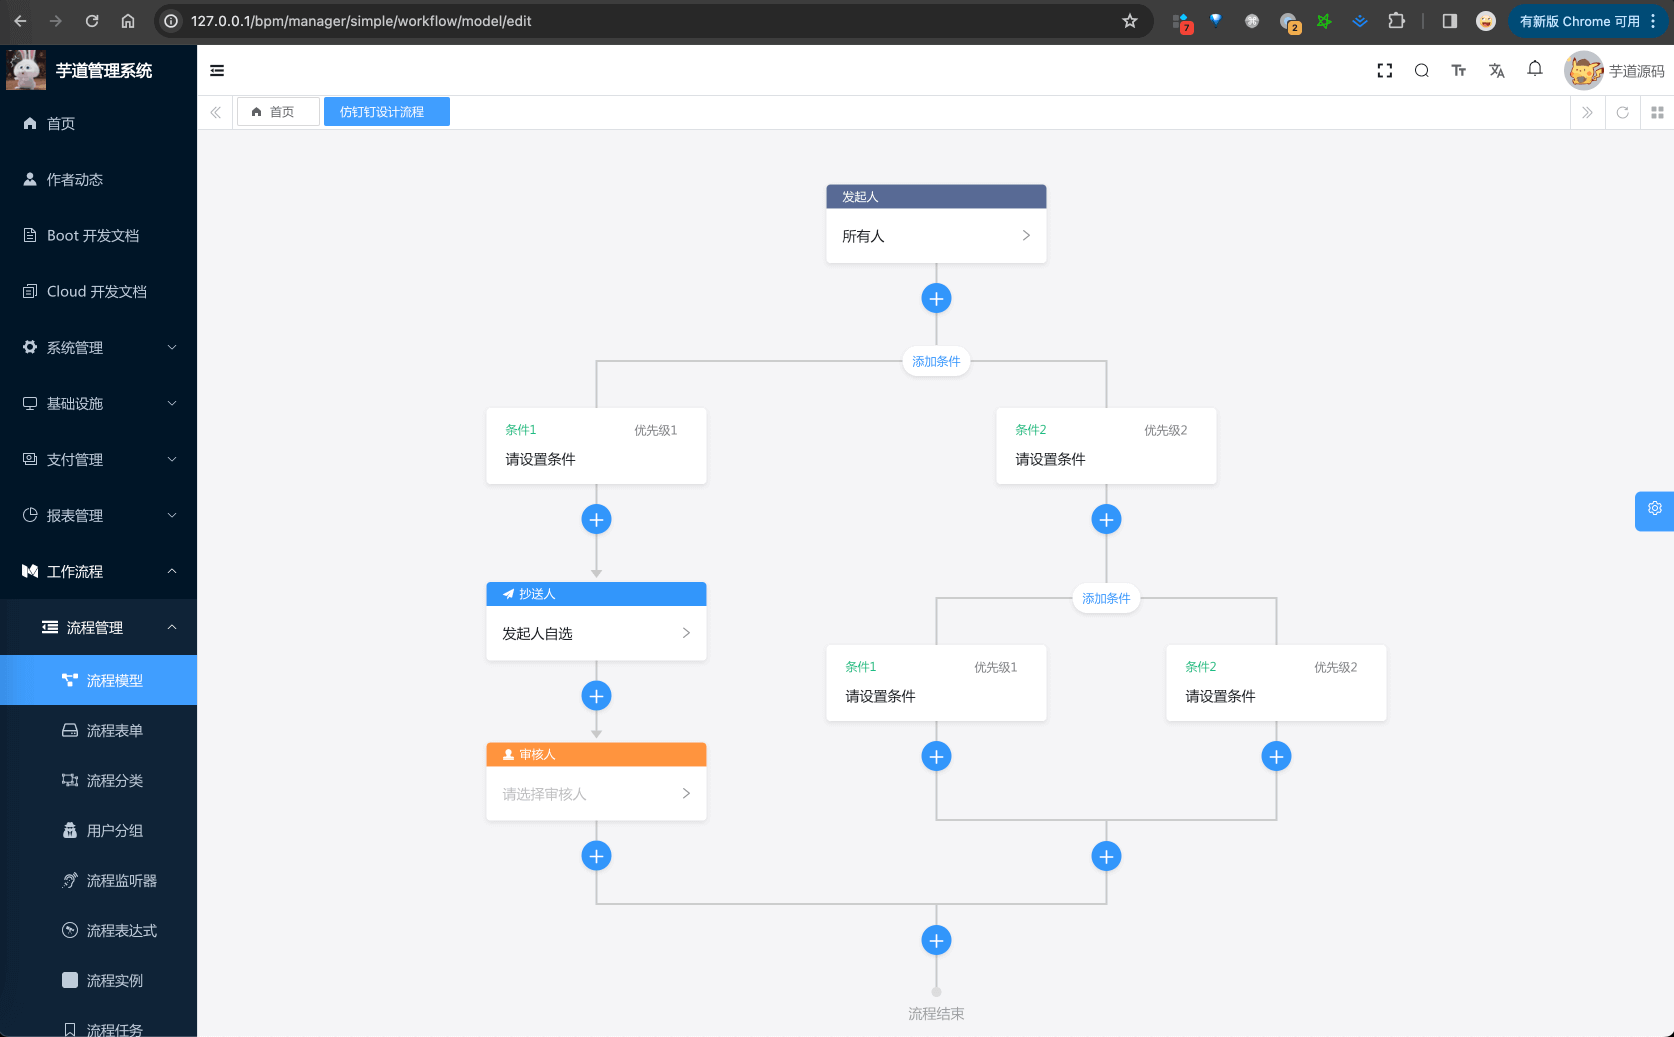 127.0.0.1/bpm/manager/simple/workflow/model/edit
7
2
有新版 Chrome 可用
芋道管理系统
芋道源码
首页
仿钉钉设计流程
首页
作者动态
Boot 开发文档
Cloud 开发文档
系统管理
基础设施
支付管理
报表管理
工作流程
流程管理
流程模型
流程表单
流程分类
用户分组
流程监听器
流程表达式
流程实例
流程任务
发起人
所有人
添加条件
条件1 优先级1
请设置条件
条件2 优先级2
请设置条件
抄送人
发起人自选
添加条件
条件1 优先级1
请设置条件
条件2 优先级2
请设置条件
审核人
请选择审核人
流程结束